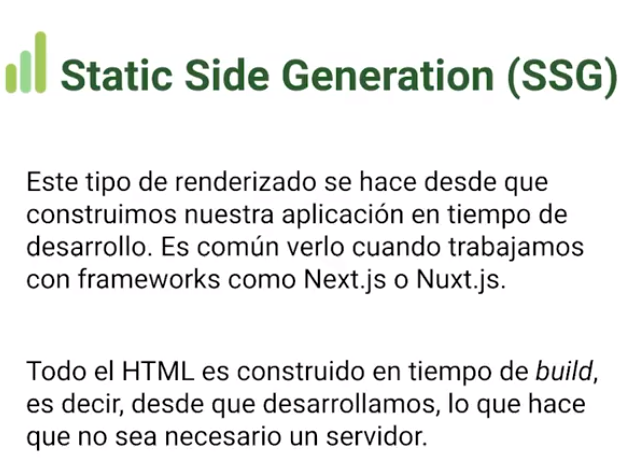 Static Side Generation (SSG)
Este tipo de renderizado se hace desde que
construimos nuestra aplicación en tiempo de
desarrollo. Es común verlo cuando trabajamos
con frameworks como Next.js o Nuxt.js.
Todo el HTML es construido en tiempo de build,
es decir, desde que desarrollamos, lo que hace
que no sea necesario un servidor.